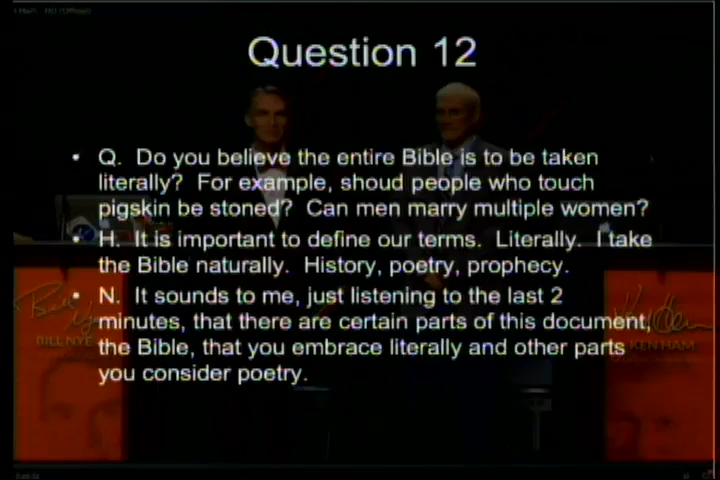 Question 12
• Q. Do you believe the entire Bible is to be taken
literally? For example, shoud people who touch
pigskin be stoned? Can men marry multiple women?
• H. It is important to define our terms. Literally. I take
the Bible naturally. History, poetry, prophecy.
• N. It sounds to me, just listening to the last 2
minutes, that there are certain parts of this document,
the Bible, that you embrace literally and other parts
you consider poetry.
BILL NYE
KEN HAM